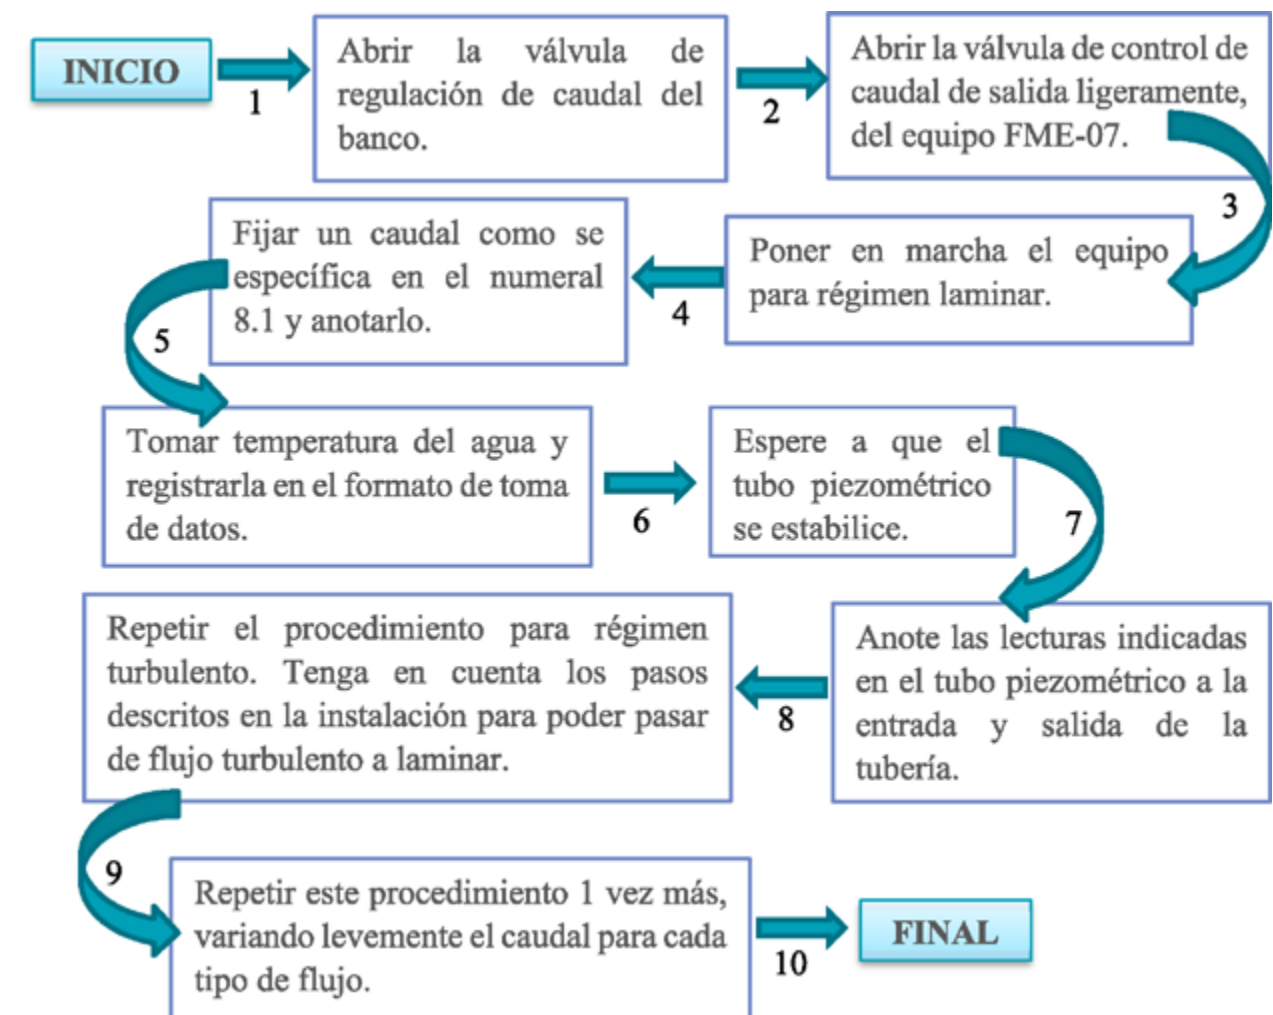 INICIO
1
Abrir la válvula de
regulación de caudal del
banco.
2
Abrir la válvula de control de
caudal de salida ligeramente,
del equipo FME-07.
3
Poner en marcha el equipo
para régimen laminar.
4
Fijar un caudal como se
específica en el numeral
8.1 y anotarlo.
5
Tomar temperatura del agua y
registrarla en el formato de toma
de datos.
6
Espere a que el
tubo piezométrico
se estabilice.
7
Anote las lecturas indicadas
en el tubo piezométrico a la
entrada y salida de la
tubería.
8
Repetir el procedimiento para régimen
turbulento. Tenga en cuenta los pasos
descritos en la instalación para poder pasar
de flujo turbulento a laminar.
9
Repetir este procedimiento 1 vez más,
variando levemente el caudal para cada
tipo de flujo.
10
FINAL